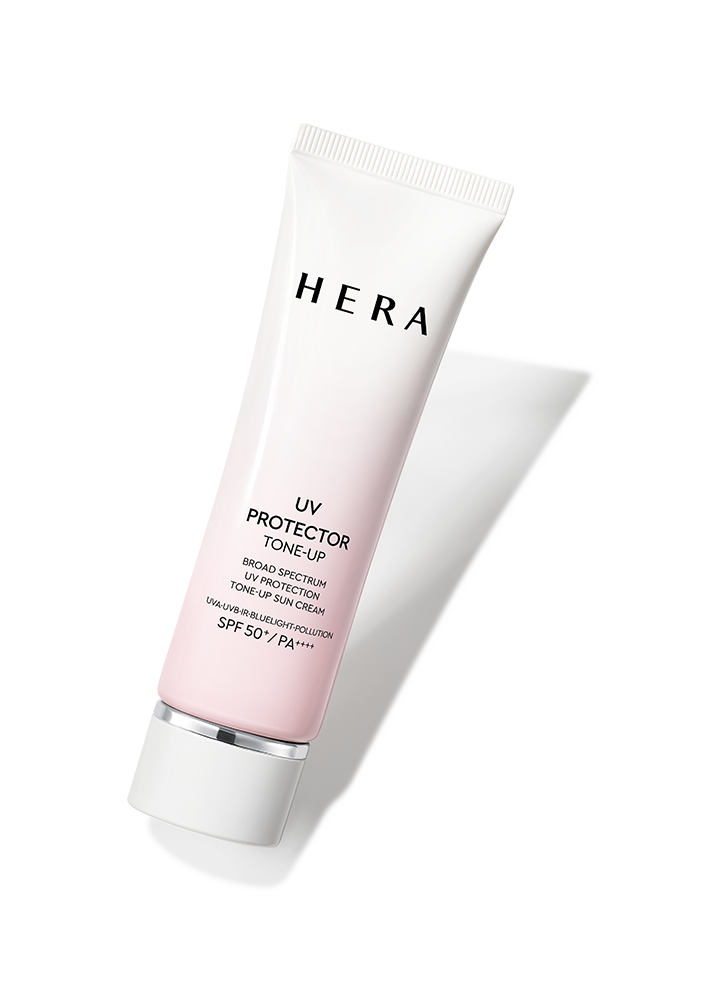 HERA
UV
PROTECTOR
TONE-UP
BROAD SPECTRUM
UV PROTECTION
TONE-UP SUN CREAM
UVA·UVB·IR·BLUELIGHT·POLLUTION
SPF 50⁺/ PA⁺⁺⁺⁺